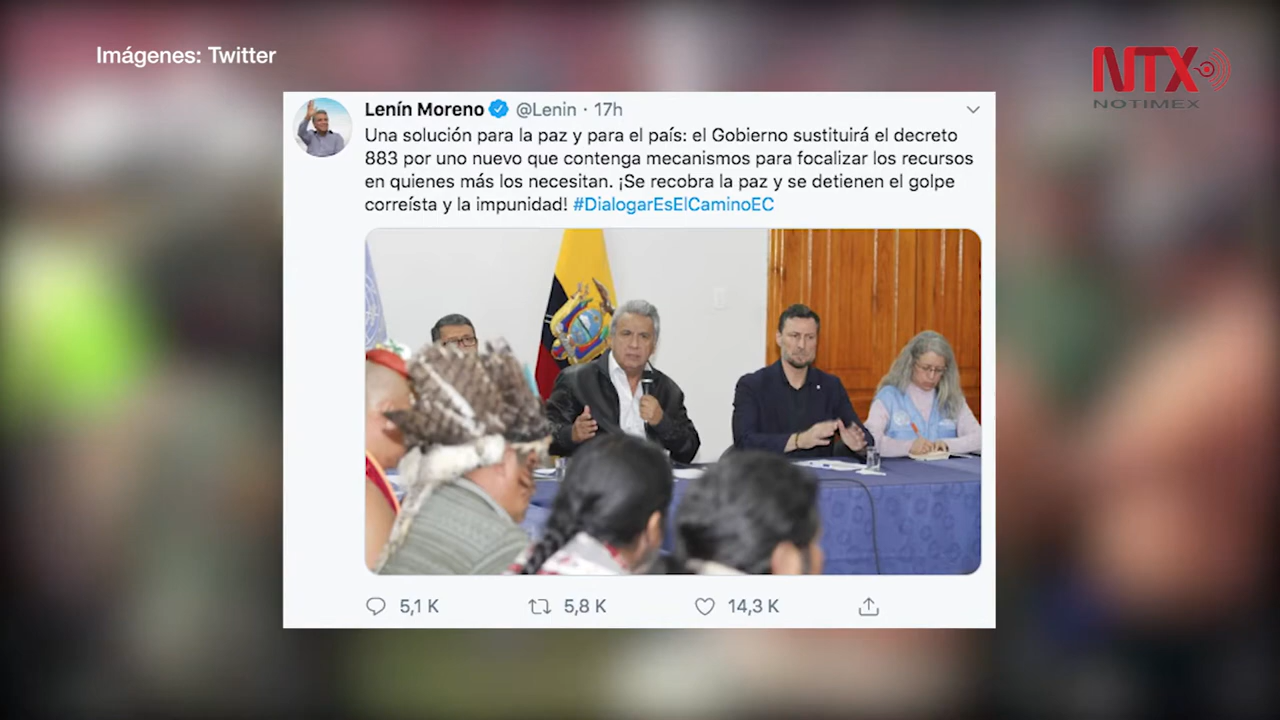 Imágenes: Twitter
NTX
NOTIMEX
Lenín Moreno @Lenin · 17h
Una solución para la paz y para el país: el Gobierno sustituirá el decreto
883 por uno nuevo que contenga mecanismos para focalizar los recursos
en quienes más los necesitan. ¡Se recobra la paz y se detienen el golpe
correísta y la impunidad! #DialogarEsElCaminoEC
5,1 K 5,8 K 14,3 K